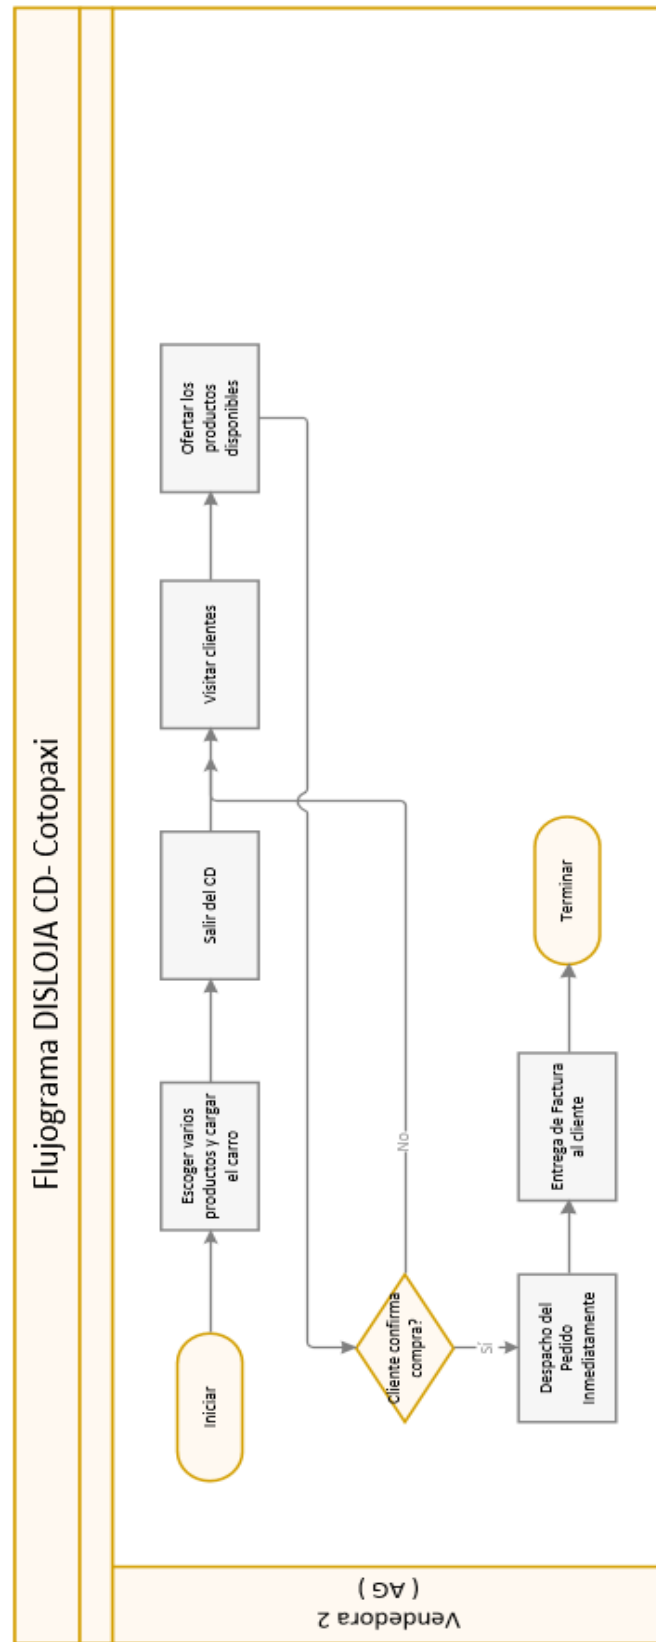 Flujograma DISLOJA CD- Cotopaxi
Vendedora 2
( AG )
Iniciar
Escoger varios
productos y cargar
el carro
Salir del CD
Visitar clientes
Ofertar los
productos
disponibles
Cliente confirma
compra?
No
Sí
Despacho del
Pedido
Inmediatamente
Entrega de Factura
al cliente
Terminar